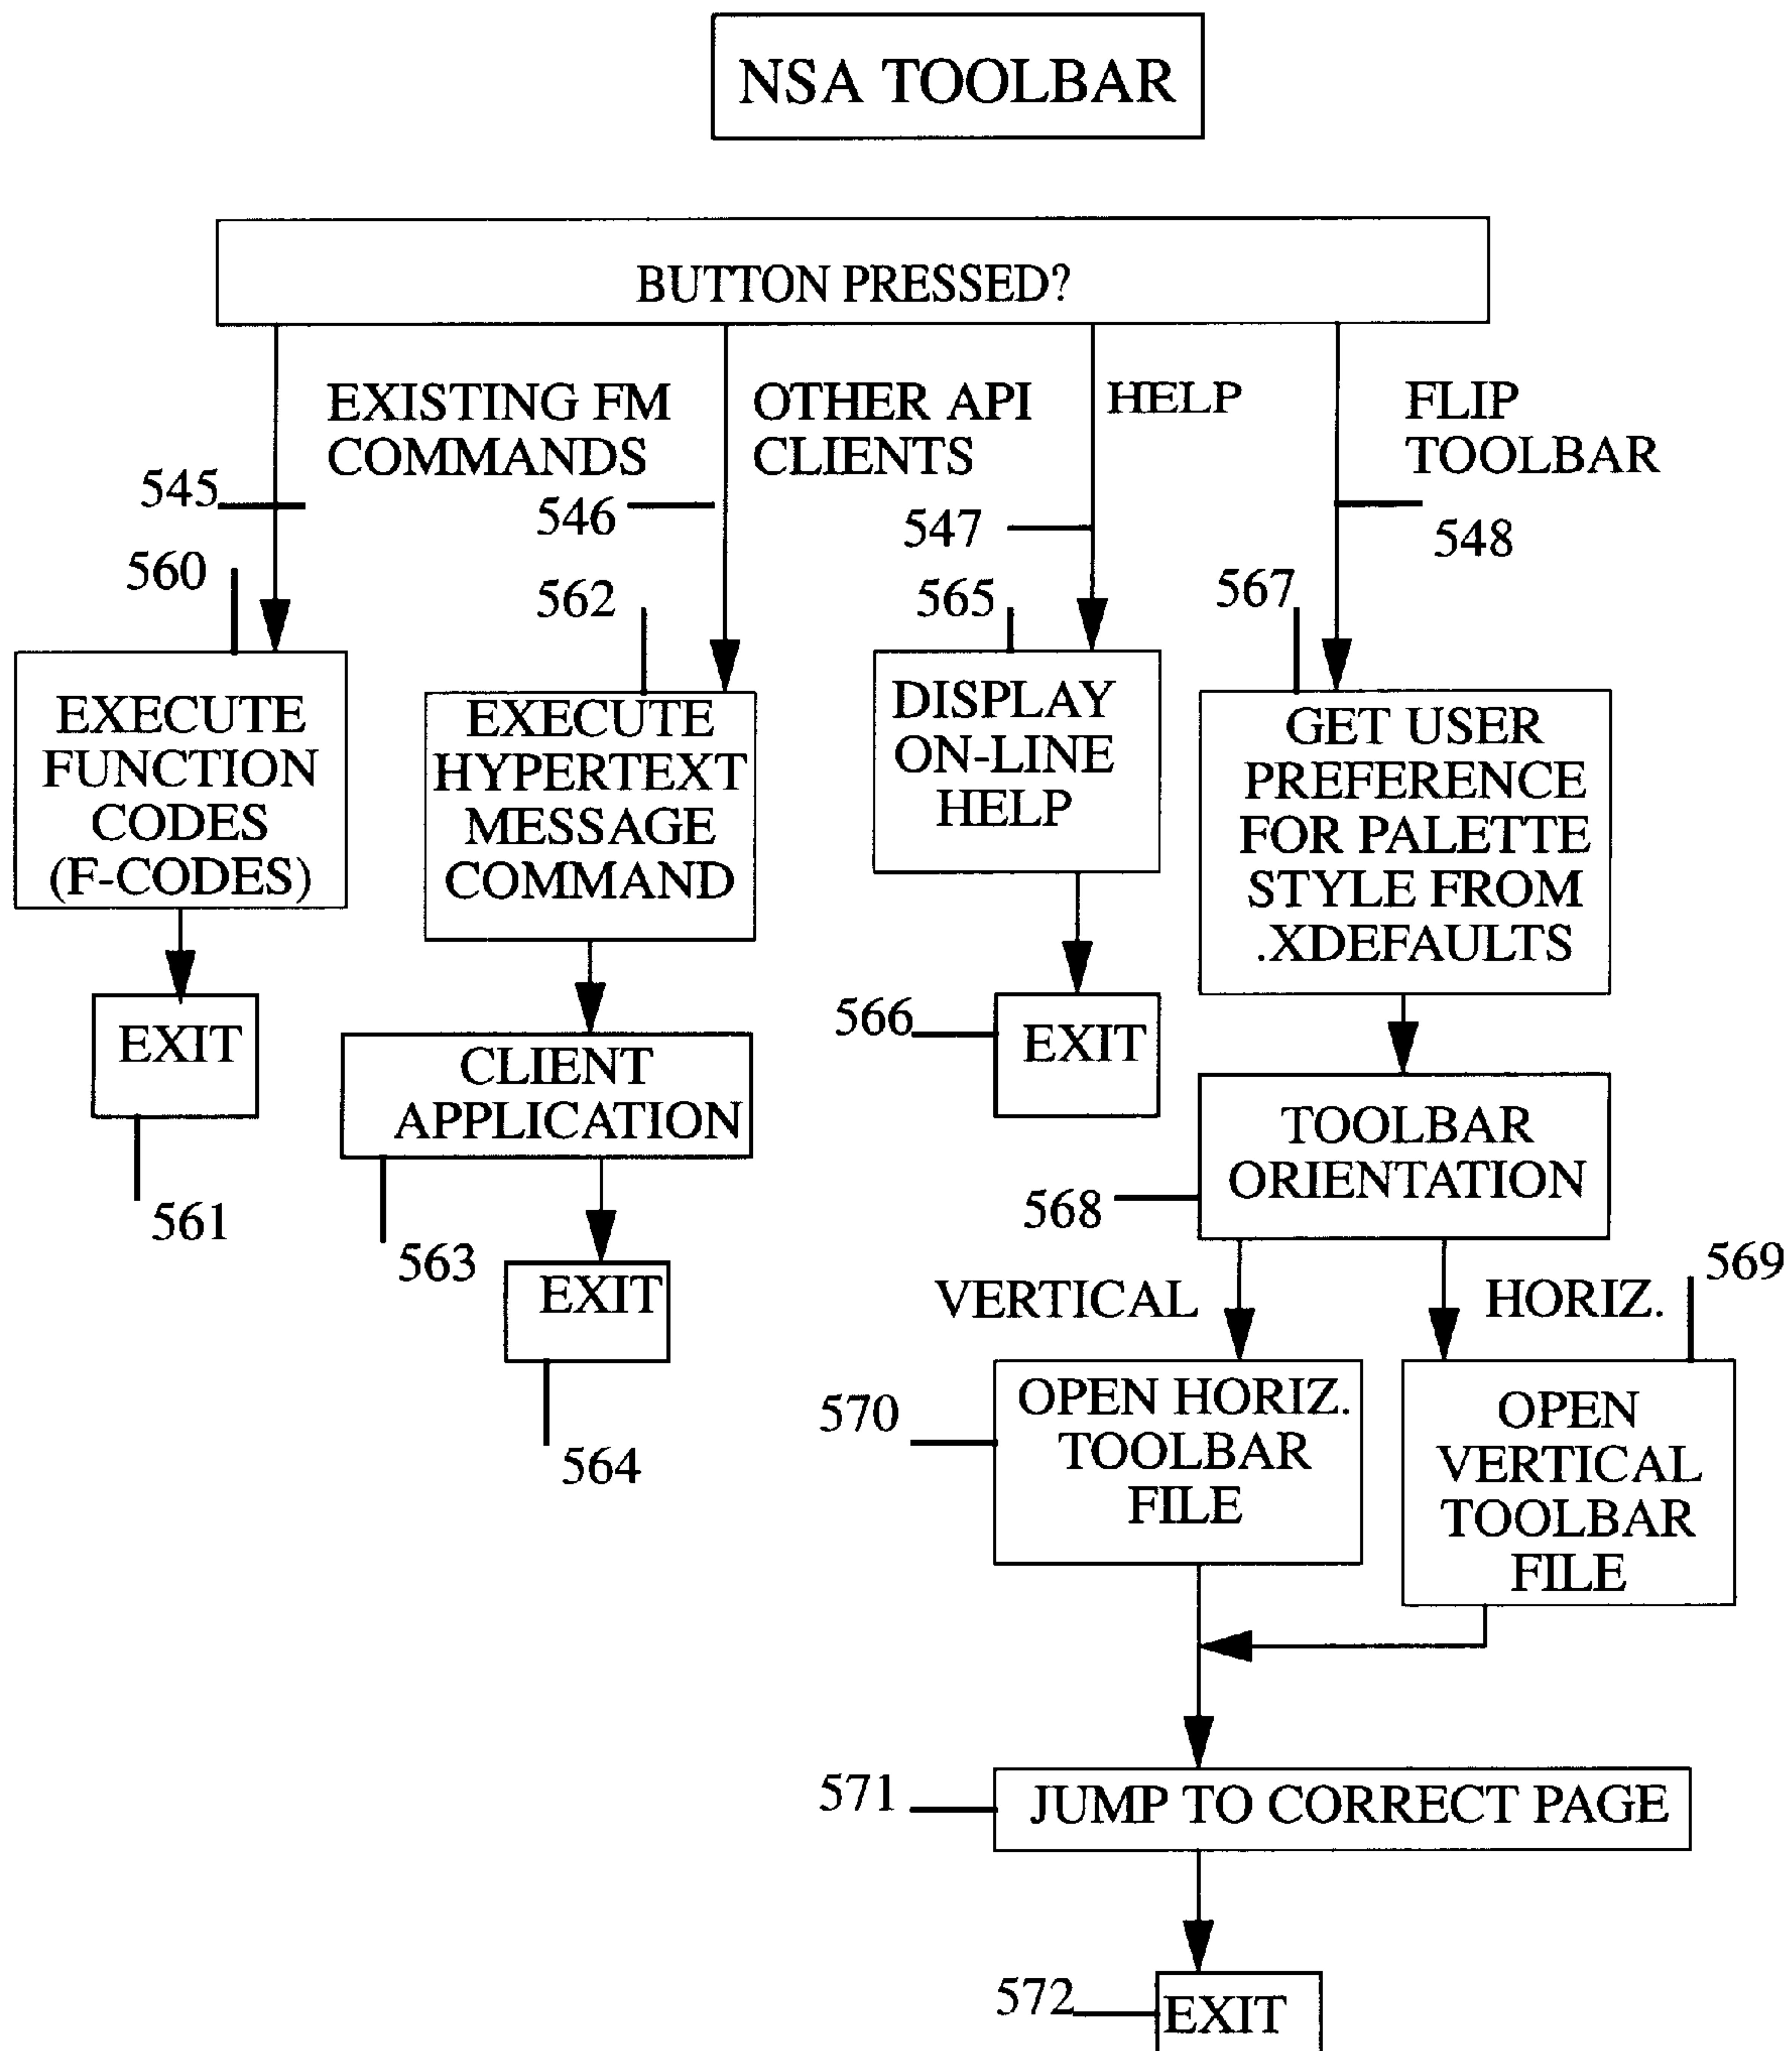 NSA TOOLBAR
BUTTON PRESSED?
EXISTING FM
COMMANDS
OTHER API
CLIENTS
HELP
FLIP
TOOLBAR
545
546
547
548
560
562
565
567
EXECUTE
FUNCTION
CODES
(F-CODES)
EXECUTE
HYPERTEXT
MESSAGE
COMMAND
DISPLAY
ON-LINE
HELP
GET USER
PREFERENCE
FOR PALETTE
STYLE FROM
.XDEFAULTS
EXIT
561
CLIENT
APPLICATION
563
EXIT
564
566
EXIT
TOOLBAR
ORIENTATION
568
VERTICAL
HORIZ.
569
570
OPEN HORIZ.
TOOLBAR
FILE
OPEN
VERTICAL
TOOLBAR
FILE
571
JUMP TO CORRECT PAGE
572
EXIT